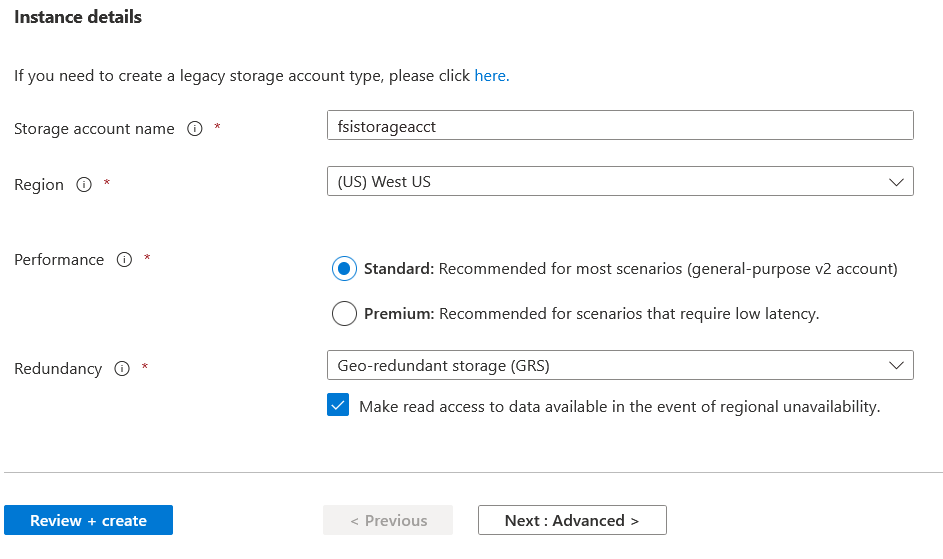 Instance details
If you need to create a legacy storage account type, please click here.
Storage account name * fsistorageacct
Region * (US) West US
Performance * Standard: Recommended for most scenarios (general-purpose v2 account)
Premium: Recommended for scenarios that require low latency.
Redundancy * Geo-redundant storage (GRS)
Make read access to data available in the event of regional unavailability.
Review + create < Previous Next : Advanced >